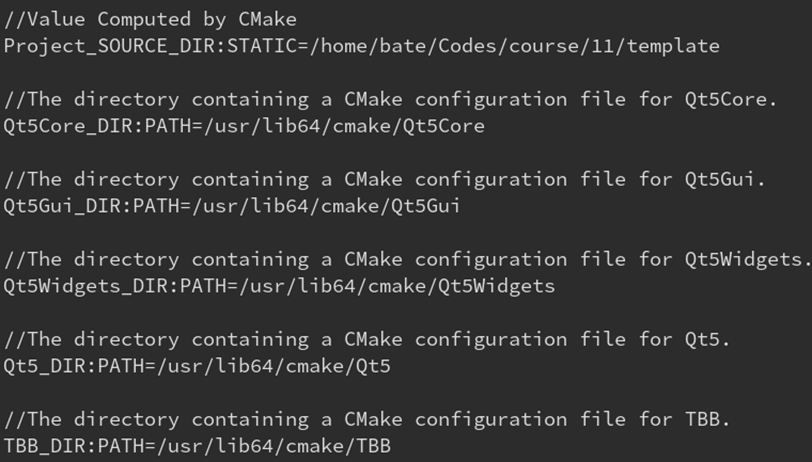 //Value Computed by CMake
Project_SOURCE_DIR:STATIC=/home/bate/Codes/course/11/template
//The directory containing a CMake configuration file for Qt5Core.
Qt5Core_DIR:PATH=/usr/lib64/cmake/Qt5Core
//The directory containing a CMake configuration file for Qt5Gui.
Qt5Gui_DIR:PATH=/usr/lib64/cmake/Qt5Gui
//The directory containing a CMake configuration file for Qt5Widgets.
Qt5Widgets_DIR:PATH=/usr/lib64/cmake/Qt5Widgets
//The directory containing a CMake configuration file for Qt5.
Qt5_DIR:PATH=/usr/lib64/cmake/Qt5
//The directory containing a CMake configuration file for TBB.
TBB_DIR:PATH=/usr/lib64/cmake/TBB